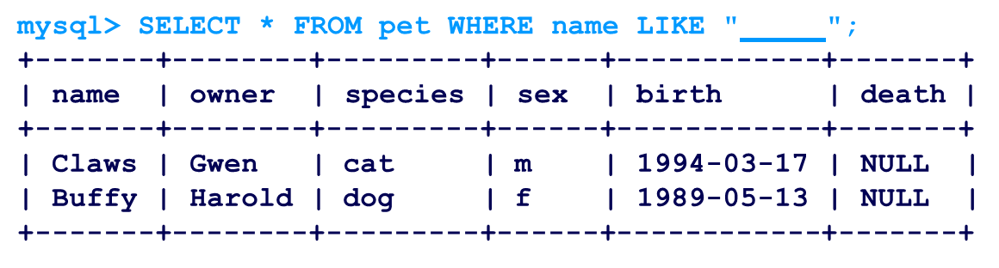 mysql> SELECT * FROM pet WHERE name LIKE "_____";
+-------+--------+---------+------+------------+-------+
| name  | owner  | species | sex  | birth      | death |
+-------+--------+---------+------+------------+-------+
| Claws | Gwen   | cat     | m    | 1994-03-17 | NULL  |
| Buffy | Harold | dog     | f    | 1989-05-13 | NULL  |
+-------+--------+---------+------+------------+-------+